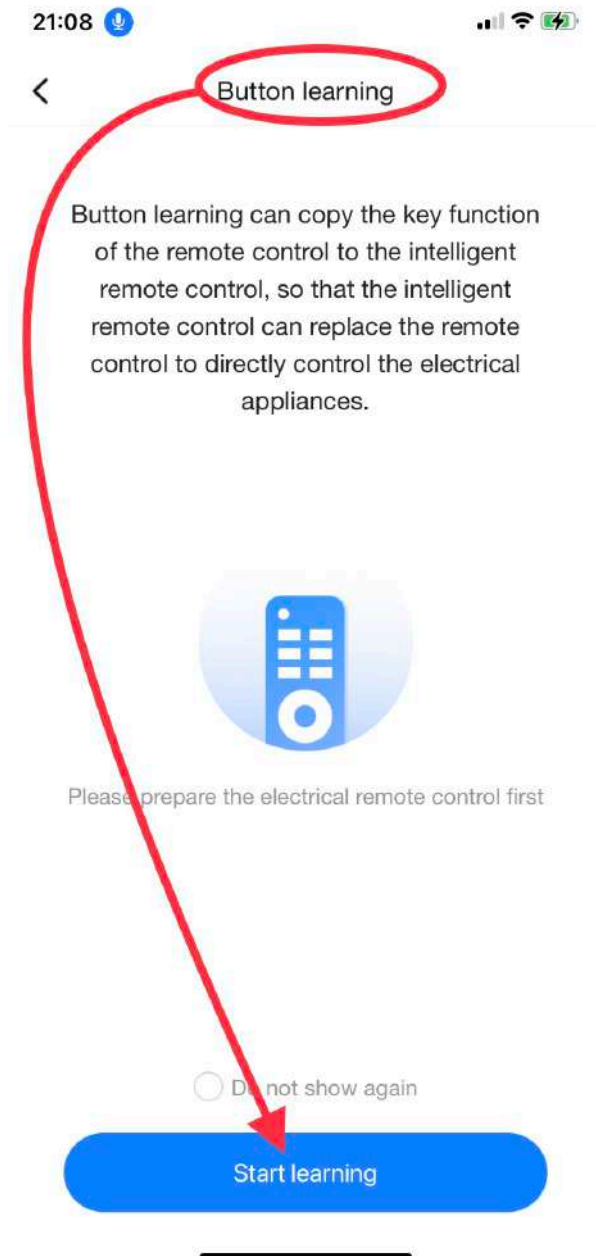 21:08
Button learning
Button learning can copy the key function
of the remote control to the intelligent
remote control, so that the intelligent
remote control can replace the remote
control to directly control the electrical
appliances.
Please prepare the electrical remote control first
Do not show again
Start learning